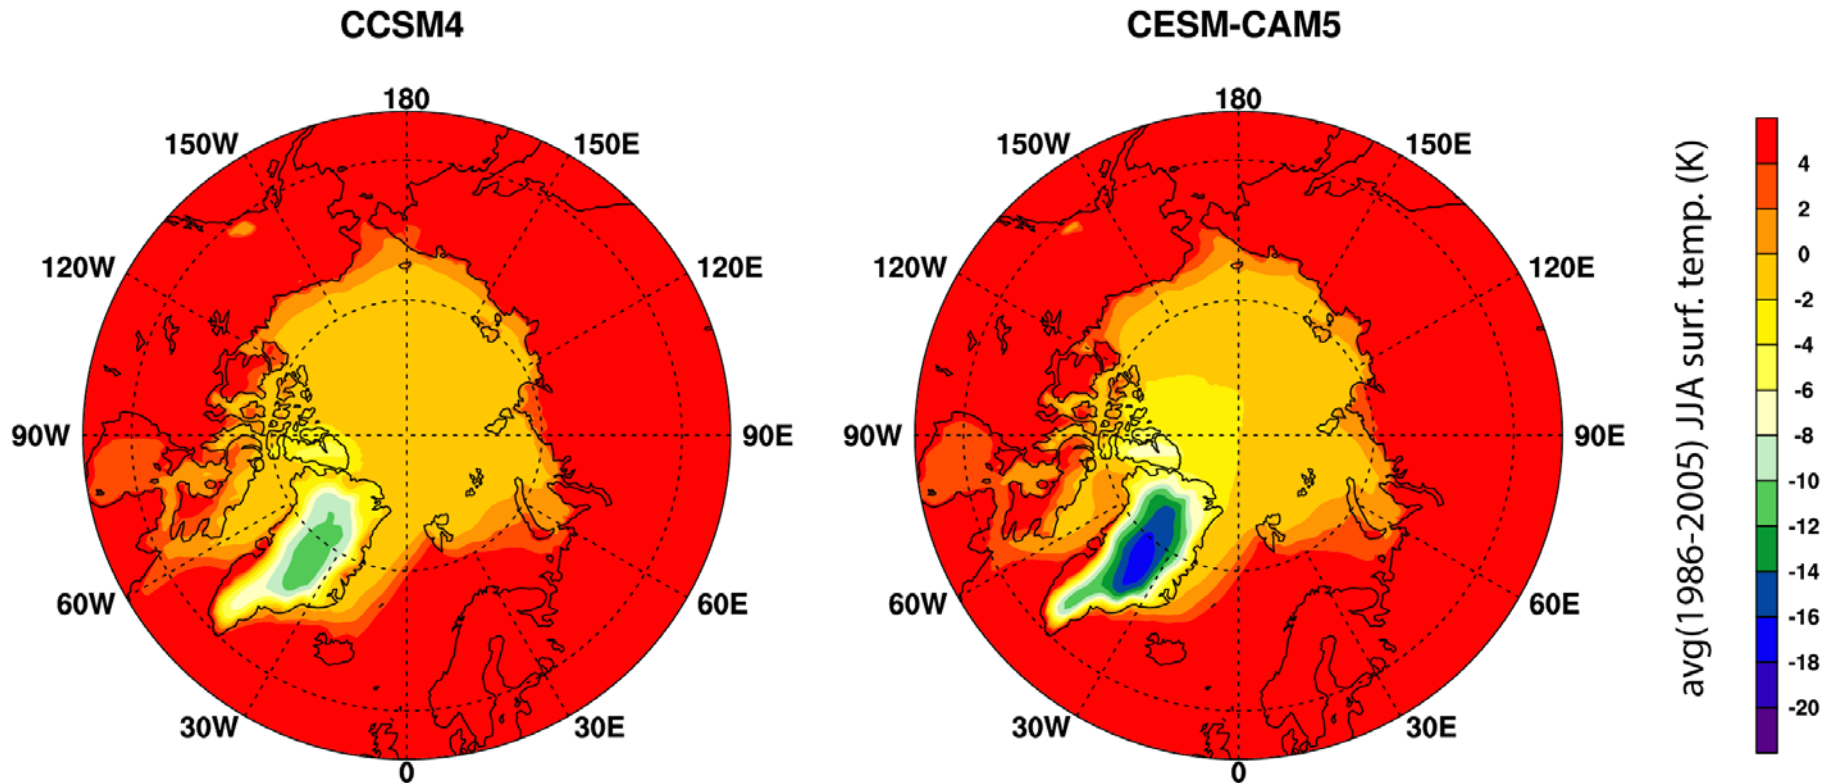 CCSM4
CESM-CAM5
180
150W
150E
120W
120E
90W
90E
60W
60E
30W
30E
0
180
150W
150E
120W
120E
90W
90E
60W
60E
30W
30E
0
avg(1986-2005) JJA surf. temp. (K)
4
2
0
-2
-4
-6
-8
-10
-12
-14
-16
-18
-20